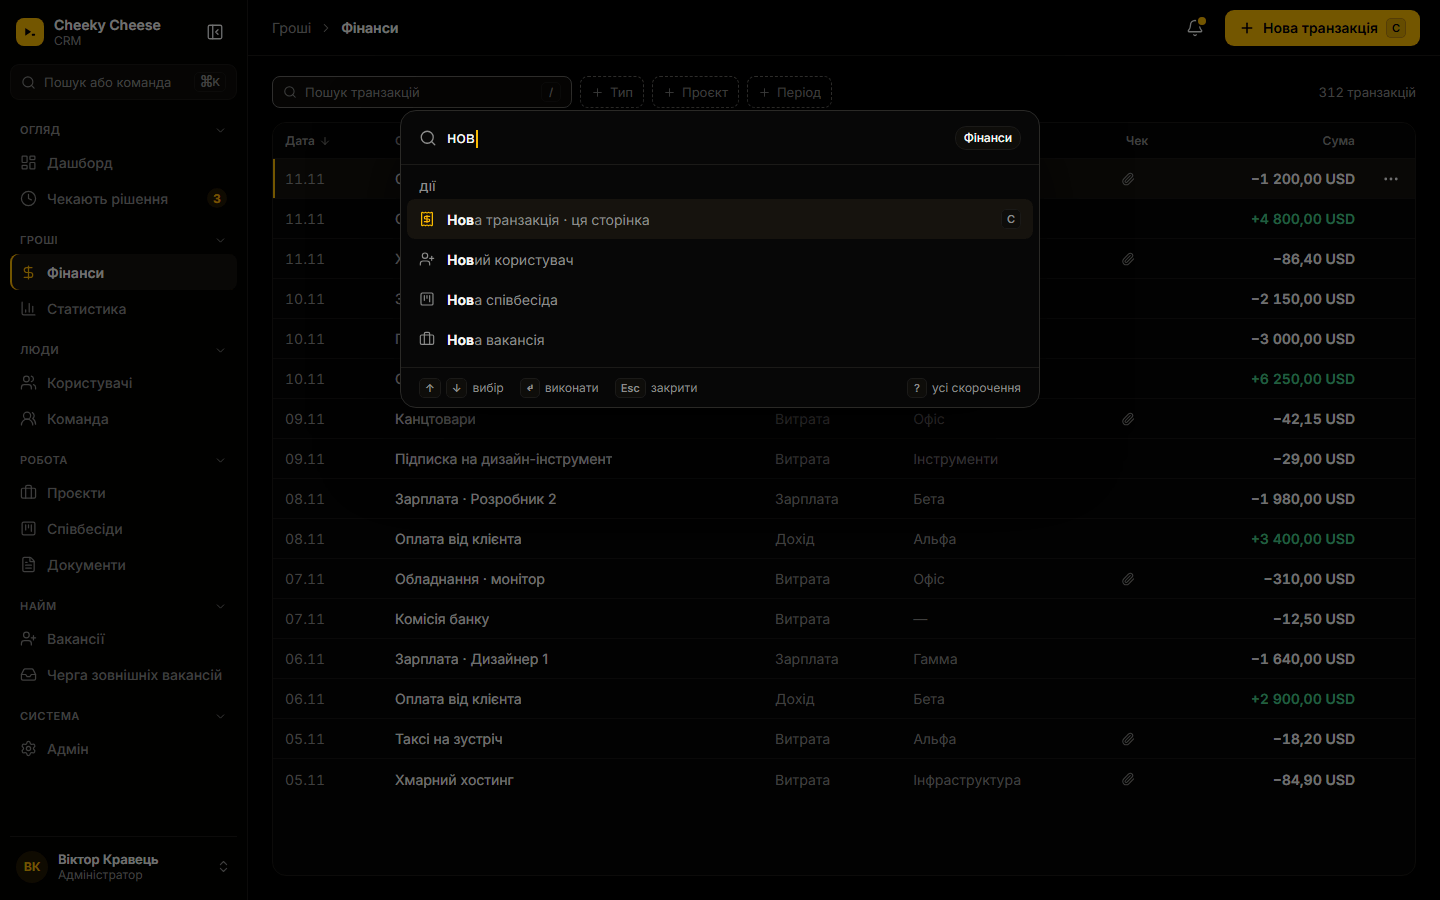 Cheeky Cheese
CRM
Пошук або команда ⌘K
ОГЛЯД
Дашборд
Чекають рішення 3
ГРОШІ
Фінанси
Статистика
ЛЮДИ
Користувачі
Команда
РОБОТА
Проєкти
Співбесіди
Документи
НАЙМ
Вакансії
Черга зовнішніх вакансій
СИСТЕМА
Адмін
ВК
Віктор Кравець
Адміністратор
Гроші > Фінанси
+ Нова транзакція C
Пошук транзакцій /
+ Тип
+ Проєкт
+ Період
312 транзакцій
Дата ↓ Чек Сума
нов Фінанси
ДІЇ
Нова транзакція · ця сторінка C
Новий користувач
Нова співбесіда
Нова вакансія
↑ ↓ вибір ↵ виконати Esc закрити ? усі скорочення
11.11 −1 200,00 USD
11.11 +4 800,00 USD
11.11 −86,40 USD
10.11 −2 150,00 USD
10.11 −3 000,00 USD
10.11 +6 250,00 USD
09.11 Канцтовари Витрата Офіс −42,15 USD
09.11 Підписка на дизайн-інструмент Витрата Інструменти −29,00 USD
08.11 Зарплата · Розробник 2 Зарплата Бета −1 980,00 USD
08.11 Оплата від клієнта Дохід Альфа +3 400,00 USD
07.11 Обладнання · монітор Витрата Офіс −310,00 USD
07.11 Комісія банку Витрата — −12,50 USD
06.11 Зарплата · Дизайнер 1 Зарплата Гамма −1 640,00 USD
06.11 Оплата від клієнта Дохід Бета +2 900,00 USD
05.11 Таксі на зустріч Витрата Альфа −18,20 USD
05.11 Хмарний хостинг Витрата Інфраструктура −84,90 USD